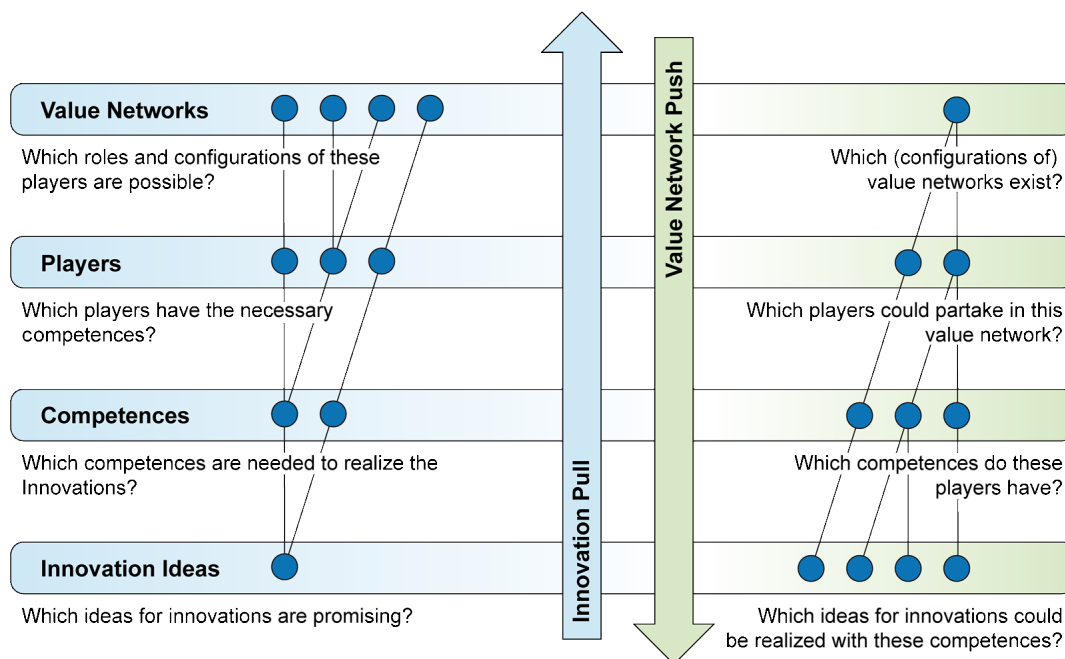 Value Networks
Which roles and configurations of these
players are possible?
Which (configurations of)
value networks exist?
Players
Which players have the necessary
competences?
Which players could partake in this
value network?
Competences
Which competences are needed to realize the
Innovations?
Which competences do these
players have?
Innovation Ideas
Which ideas for innovations are promising?
Which ideas for innovations could
be realized with these competences?
Innovation Pull
Value Network Push